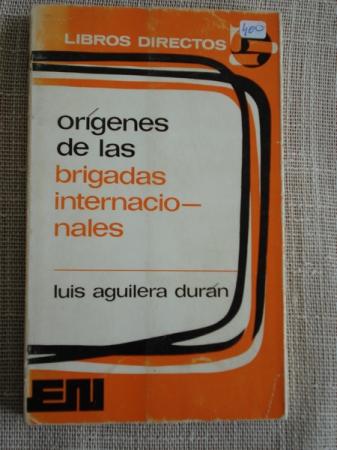 LIBROS DIRECTOS
400
orígenes
de las
brigadas
internacio—
nales
luis aguilera durán
EN